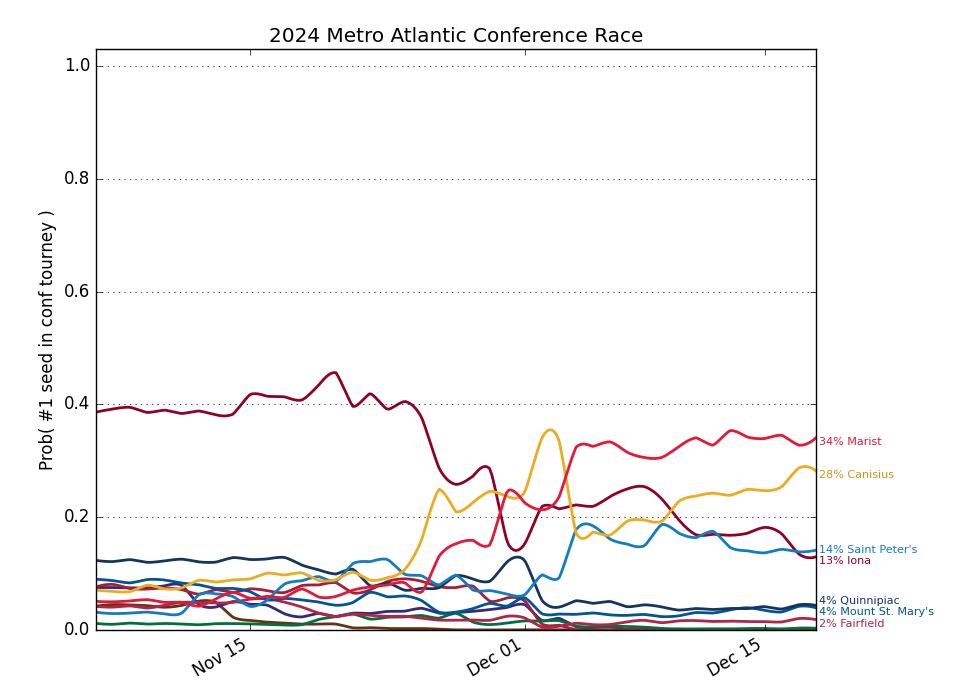 2024 Metro Atlantic Conference Race
Prob( #1 seed in conf tourney )
1.0
0.8
0.6
0.4
0.2
0.0
Nov 15
Dec 01
Dec 15
34% Marist
28% Canisius
14% Saint Peter's
13% Iona
4% Quinnipiac
4% Mount St. Mary's
2% Fairfield